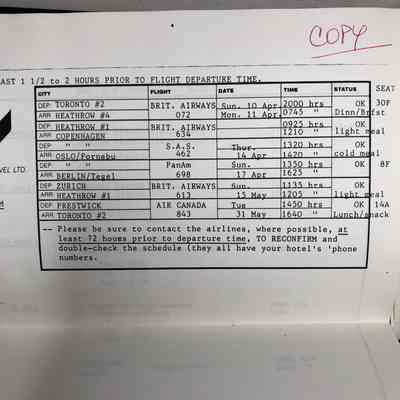 COPY
AST 1 1/2 to 2 HOURS PRIOR TO FLIGHT DEPARTURE TIME.
CITY FLIGHT DATE TIME STATUS SEAT
DEP. TORONTO #2 BRIT. AIRWAYS Sun. 10 Apr. 2000 hrs OK 30F
ARR. HEATHROW #4 072 Mon. 11 Apr. 0745 " Dinn/Brfst
DEP. HEATHROW #1 BRIT. AIRWAYS 0925 hrs OK
ARR. COPENHAGEN 634 1210 " light meal
DEP. " " S.A.S. Thur. 1320 hrs OK
ARR. OSLO/Fornebu 462 14 Apr 1420 " cold meal
DEP. " " PanAm Sun. 1350 hrs OK 8F
ARR. BERLIN/Tegel 698 17 Apr 1625 "
DEP. ZURICH BRIT. AIRWAYS Sun. 1135 hrs OK
ARR. HEATHROW #1 613 15 May 1205 " light meal
DEP. PRESTWICK AIR CANADA Tue 1450 hrs OK 14A
ARR. TORONTO #2 843 31 May 1640 " Lunch/snack
VEL LTD.
-- Please be sure to contact the airlines, where possible, at
least 72 hours prior to departure time, TO RECONFIRM and
double-check the schedule (they all have your hotel's 'phone
numbers.